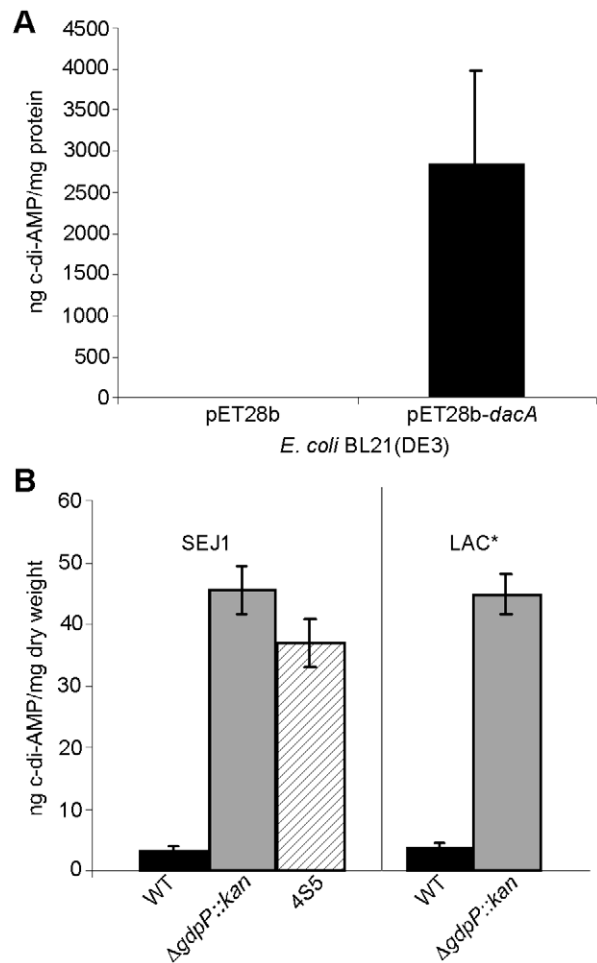 A
ng c-di-AMP/mg protein
4500
4000
3500
3000
2500
2000
1500
1000
500
0
pET28b pET28b-dacA
E. coli BL21(DE3)
B
ng c-di-AMP/mg dry weight
60
50
40
30
20
10
0
SEJ1 LAC*
WT ΔgdpP::kan 4S5 WT ΔgdpP::kan